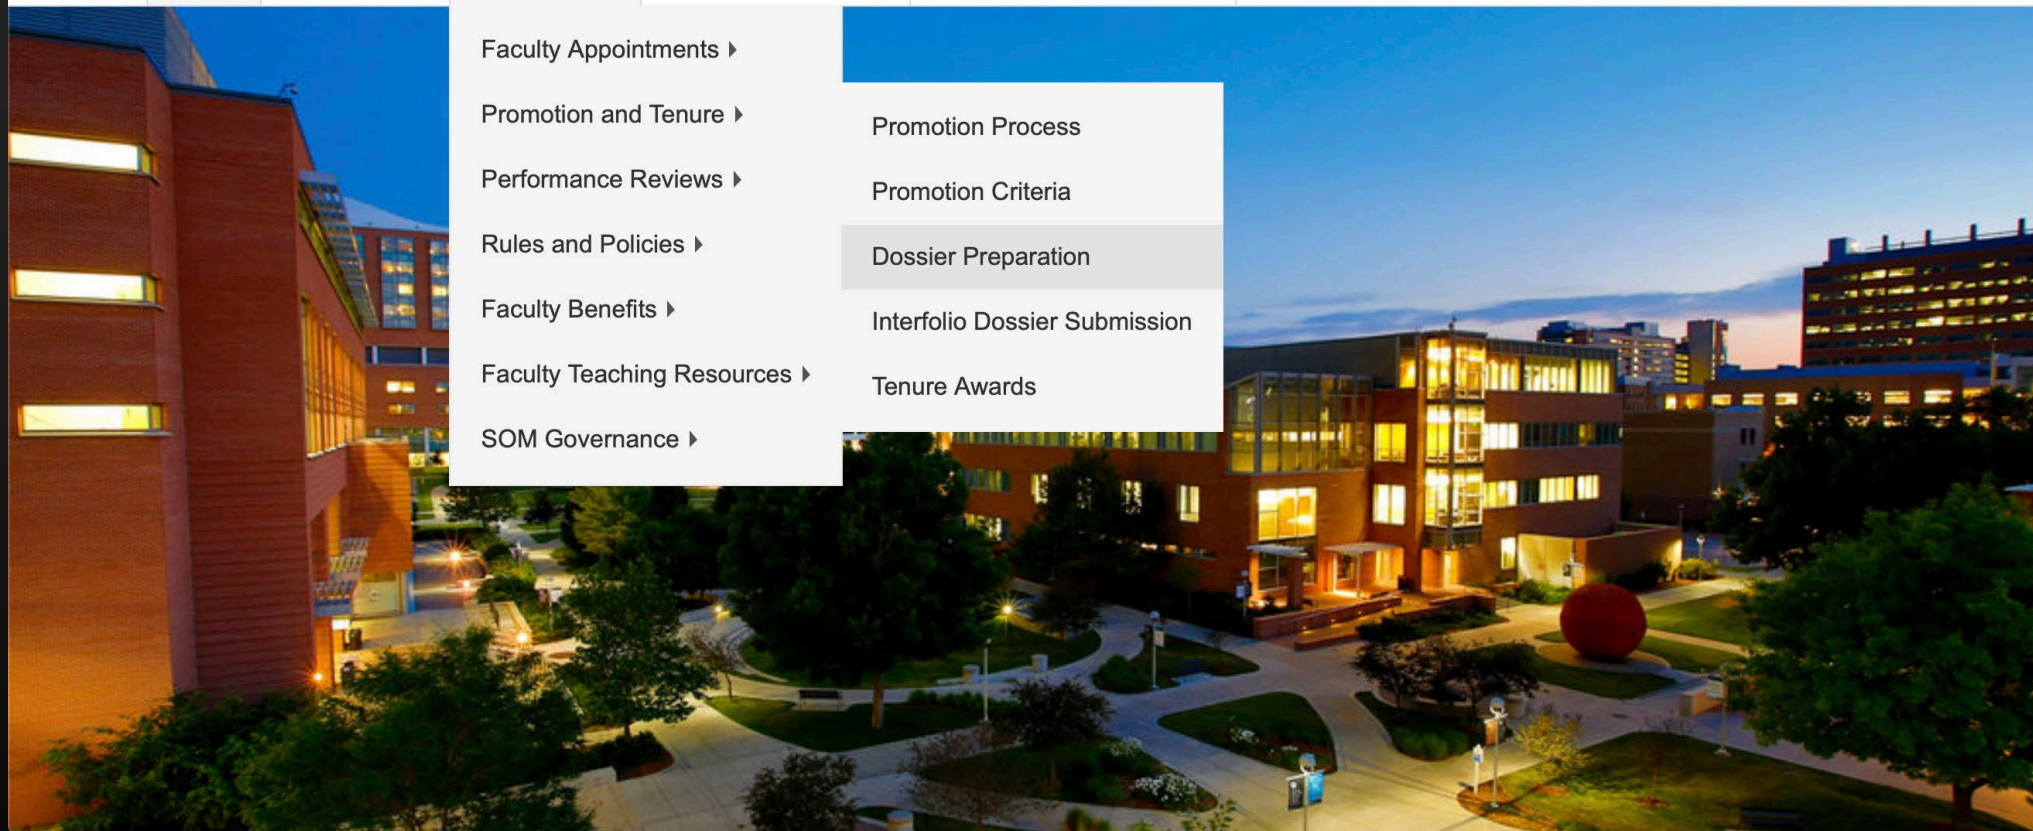 Faculty Appointments
Promotion and Tenure
Performance Reviews
Rules and Policies
Faculty Benefits
Faculty Teaching Resources
SOM Governance
Promotion Process
Promotion Criteria
Dossier Preparation
Interfolio Dossier Submission
Tenure Awards